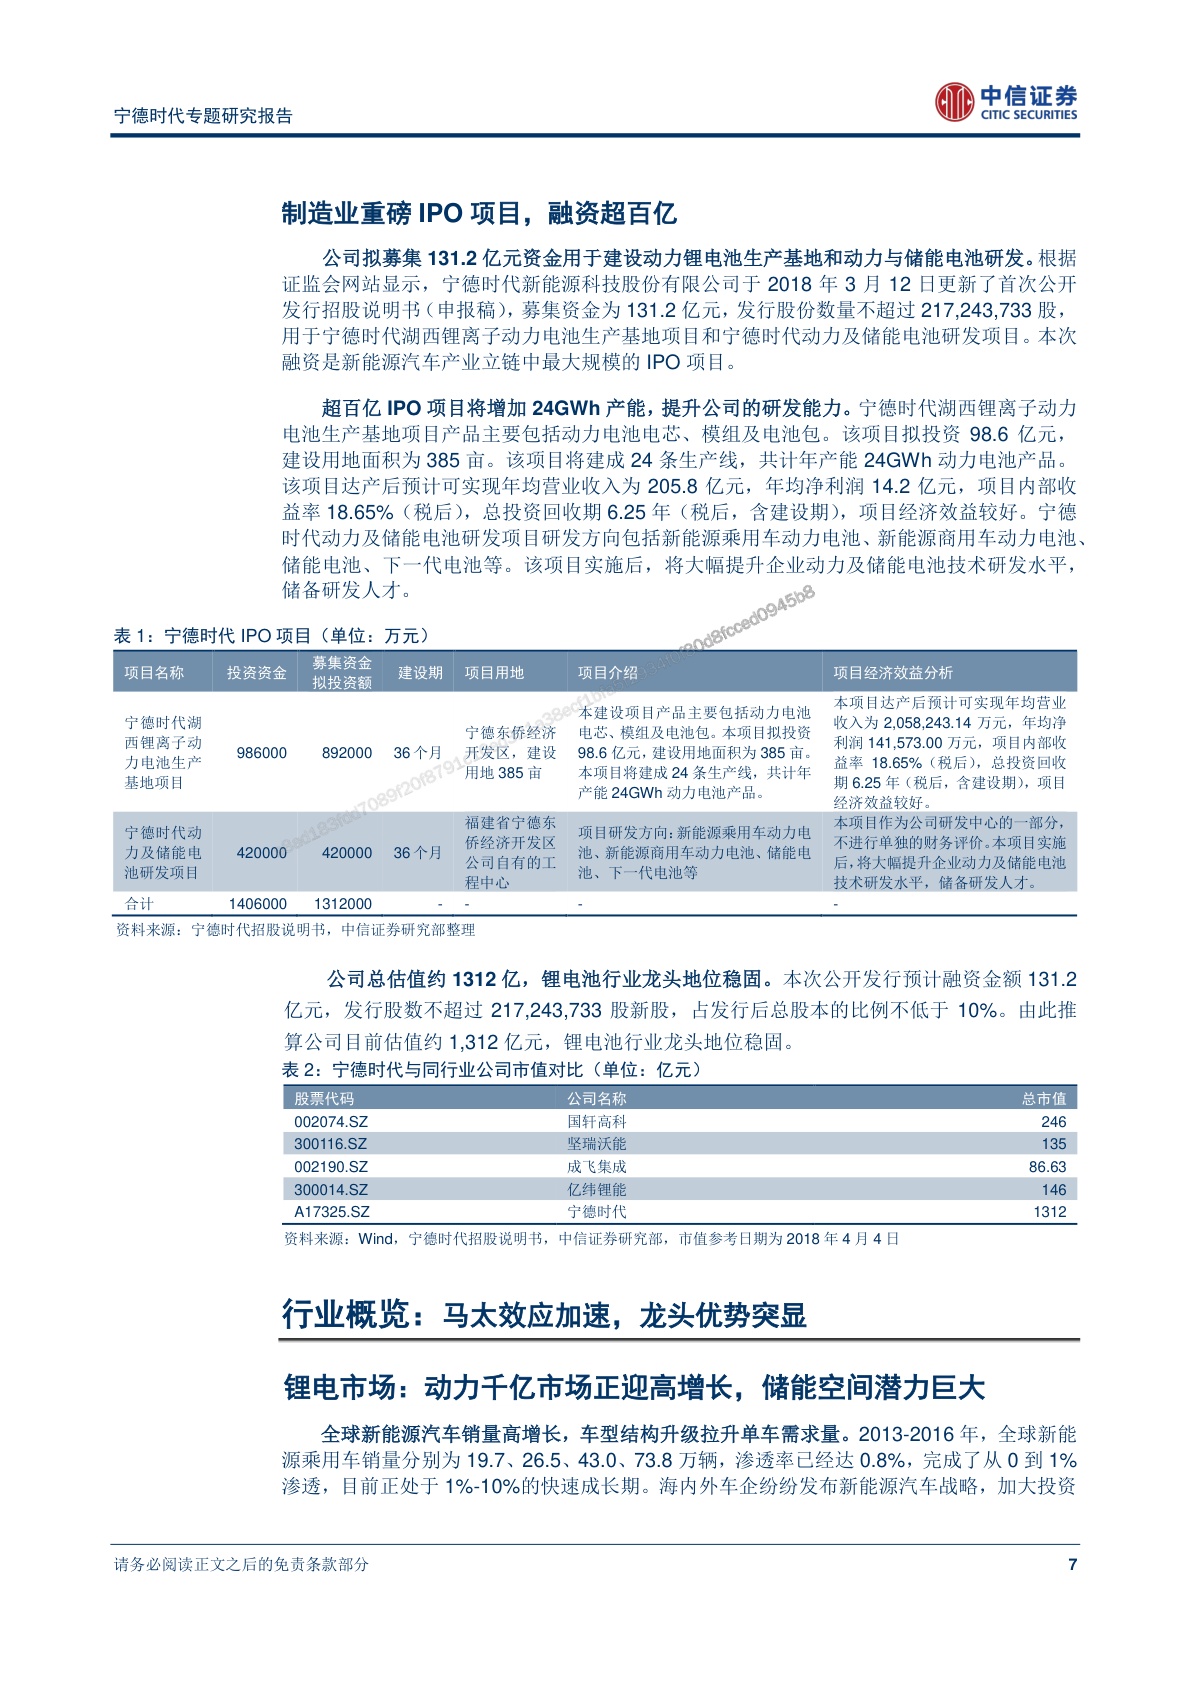 宁德时代专题研究报告
中信证券
CITIC SECURITIES
制造业重磅 IPO 项目，融资超百亿
公司拟募集 131.2 亿元资金用于建设动力锂电池生产基地和动力与储能电池研发。根据
证监会网站显示，宁德时代新能源科技股份有限公司于 2018 年 3 月 12 日更新了首次公开
发行招股说明书（申报稿），募集资金为 131.2 亿元，发行股份数量不超过 217,243,733 股，
用于宁德时代湖西锂离子动力电池生产基地项目和宁德时代动力及储能电池研发项目。本次
融资是新能源汽车产业立链中最大规模的 IPO 项目。
超百亿 IPO 项目将增加 24GWh 产能，提升公司的研发能力。宁德时代湖西锂离子动力
电池生产基地项目产品主要包括动力电池电芯、模组及电池包。该项目拟投资 98.6 亿元，
建设用地面积为 385 亩。该项目将建成 24 条生产线，共计年产能 24GWh 动力电池产品。
该项目达产后预计可实现年均营业收入为 205.8 亿元，年均净利润 14.2 亿元，项目内部收
益率 18.65%（税后），总投资回收期 6.25 年（税后，含建设期），项目经济效益较好。宁德
时代动力及储能电池研发项目研发方向包括新能源乘用车动力电池、新能源商用车动力电池、
储能电池、下一代电池等。该项目实施后，将大幅提升企业动力及储能电池技术研发水平，
储备研发人才。
表 1：宁德时代 IPO 项目（单位：万元）
项目名称 投资资金 募集资金拟投资额 建设期 项目用地 项目介绍 项目经济效益分析
宁德时代湖
西锂离子动
力电池生产
基地项目
986000 892000 36 个月
宁德东侨经济
开发区，建设
用地 385 亩
本建设项目产品主要包括动力电池
电芯、模组及电池包。本项目拟投资
98.6 亿元，建设用地面积为 385 亩。
本项目将建成 24 条生产线，共计年
产能 24GWh 动力电池产品。
本项目达产后预计可实现年均营业
收入为 2,058,243.14 万元，年均净
利润 141,573.00 万元，项目内部收
益率 18.65%（税后），总投资回收
期 6.25 年（税后，含建设期），项目
经济效益较好。
宁德时代动
力及储能电
池研发项目
420000 420000 36 个月
福建省宁德东
侨经济开发区
公司自有的工
程中心
项目研发方向：新能源乘用车动力电
池、新能源商用车动力电池、储能电
池、下一代电池等
本项目作为公司研发中心的一部分，
不进行单独的财务评价。本项目实施
后，将大幅提升企业动力及储能电池
技术研发水平，储备研发人才。
合计 1406000 1312000 - - - -
资料来源：宁德时代招股说明书，中信证券研究部整理
公司总估值约 1312 亿，锂电池行业龙头地位稳固。本次公开发行预计融资金额 131.2
亿元，发行股数不超过 217,243,733 股新股，占发行后总股本的比例不低于 10%。由此推
算公司目前估值约 1,312 亿元，锂电池行业龙头地位稳固。
表 2：宁德时代与同行业公司市值对比（单位：亿元）
股票代码 公司名称 总市值
002074.SZ 国轩高科 246
300116.SZ 坚瑞沃能 135
002190.SZ 成飞集成 86.63
300014.SZ 亿纬锂能 146
A17325.SZ 宁德时代 1312
资料来源：Wind，宁德时代招股说明书，中信证券研究部，市值参考日期为 2018 年 4 月 4 日
行业概览：马太效应加速，龙头优势突显
锂电市场：动力千亿市场正迎高增长，储能空间潜力巨大
全球新能源汽车销量高增长，车型结构升级拉升单车需求量。2013-2016 年，全球新能
源乘用车销量分别为 19.7、26.5、43.0、73.8 万辆，渗透率已经达 0.8%，完成了从 0 到 1%
渗透，目前正处于 1%-10%的快速成长期。海内外车企纷纷发布新能源汽车战略，加大投资
请务必阅读正文之后的免责条款部分
7